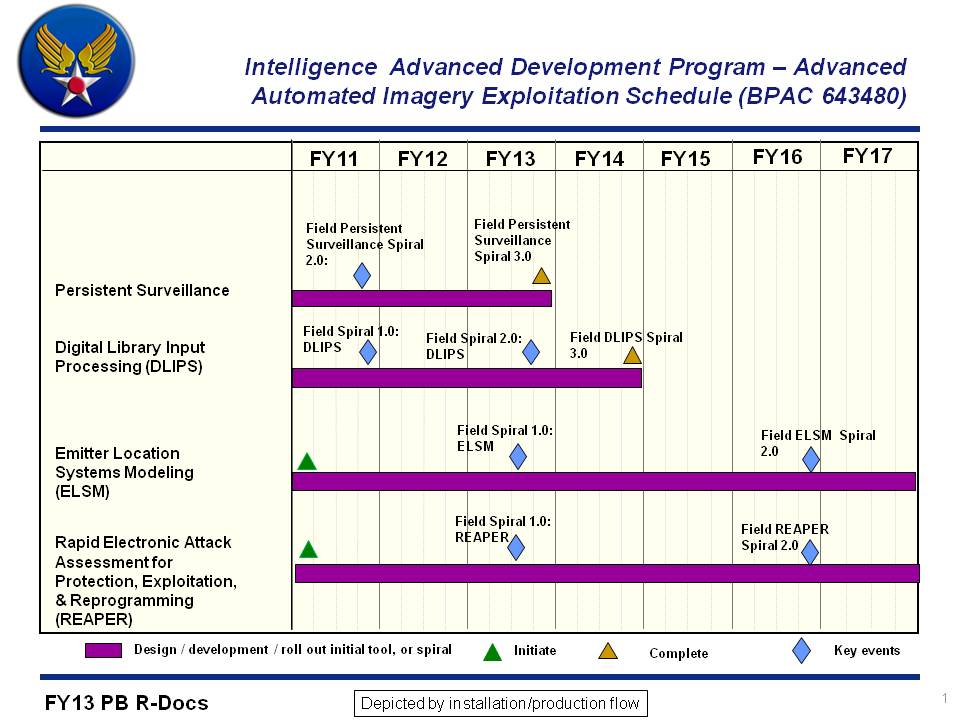 Intelligence Advanced Development Program – Advanced
Automated Imagery Exploitation Schedule (BPAC 643480)
FY11 FY12 FY13 FY14 FY15 FY16 FY17
Field Persistent
Surveillance Spiral
2.0:
Field Persistent
Surveillance
Spiral 3.0
Persistent Surveillance
Field Spiral 1.0:
DLIPS
Field Spiral 2.0:
DLIPS
Field DLIPS Spiral
3.0
Digital Library Input
Processing (DLIPS)
Field Spiral 1.0:
ELSM
Field ELSM Spiral
2.0
Emitter Location
Systems Modeling
(ELSM)
Field Spiral 1.0:
REAPER
Field REAPER
Spiral 2.0
Rapid Electronic Attack
Assessment for
Protection, Exploitation,
& Reprogramming
(REAPER)
Design / development / roll out initial tool, or spiral
Initiate
Complete
Key events
FY13 PB R-Docs
Depicted by installation/production flow
1